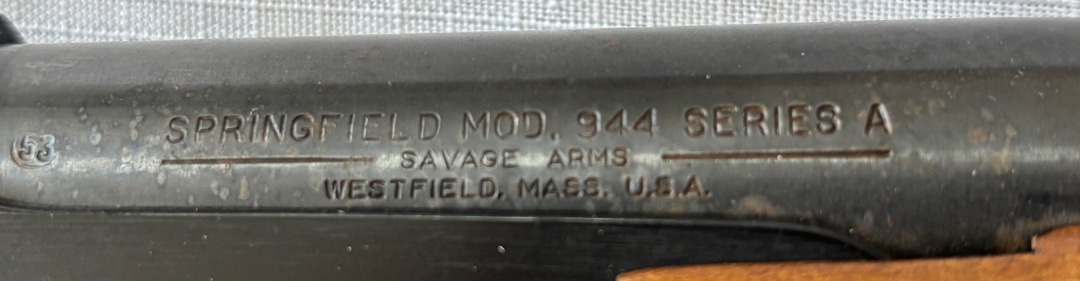 SPRINGFIELD MOD. 944 SERIES A
53
SAVAGE ARMS
WESTFIELD, MASS. U.S.A.